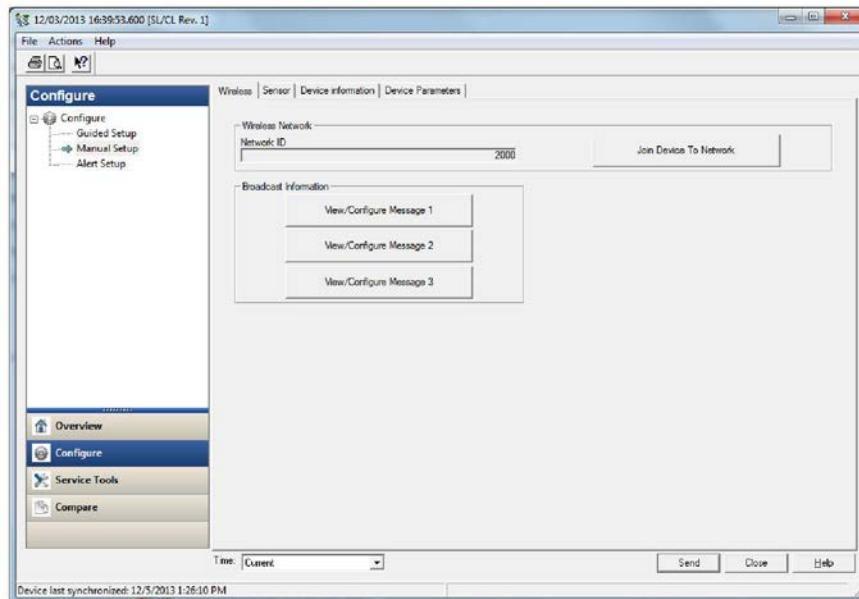 12/03/2013 16:39:53.600 [SL/CL Rev. 1]
File Actions Help
Configure
Configure
Guided Setup
Manual Setup
Alert Setup
Overview
Configure
Service Tools
Compare
Wireless Sensor Device information Device Parameters
Wireless Network
Network ID
2000
Join Device To Network
Broadcast Information
View/Configure Message 1
View/Configure Message 2
View/Configure Message 3
Time: Current
Send Close Help
Device last synchronized: 12/5/2013 1:26:10 PM